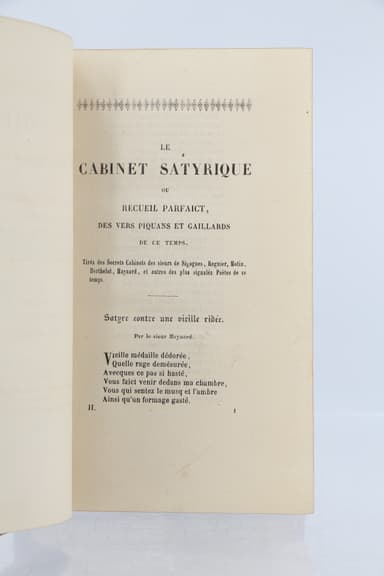 LE
CABINET SATYRIQUE
OU
RECUEIL PARFAICT,
DES VERS PIQUANS ET GAILLARDS
DE CE TEMPS.
Tirés des Secrets Cabinets des sieurs de Sigognes, Regnier, Motin,
Berthelot, Maynard, et autres des plus signalés Poëtes de ce
temps.
Satyre contre une vieille ridée.
Par le sieur Maynard.
Vieille médaille dédorée,
Quelle rage demésurée,
Avecques ce pas si hasté,
Vous faict venir dedans ma chambre,
Vous qui sentez le musq et l'ambre
Ainsi qu'un formage gasté.
II. 1